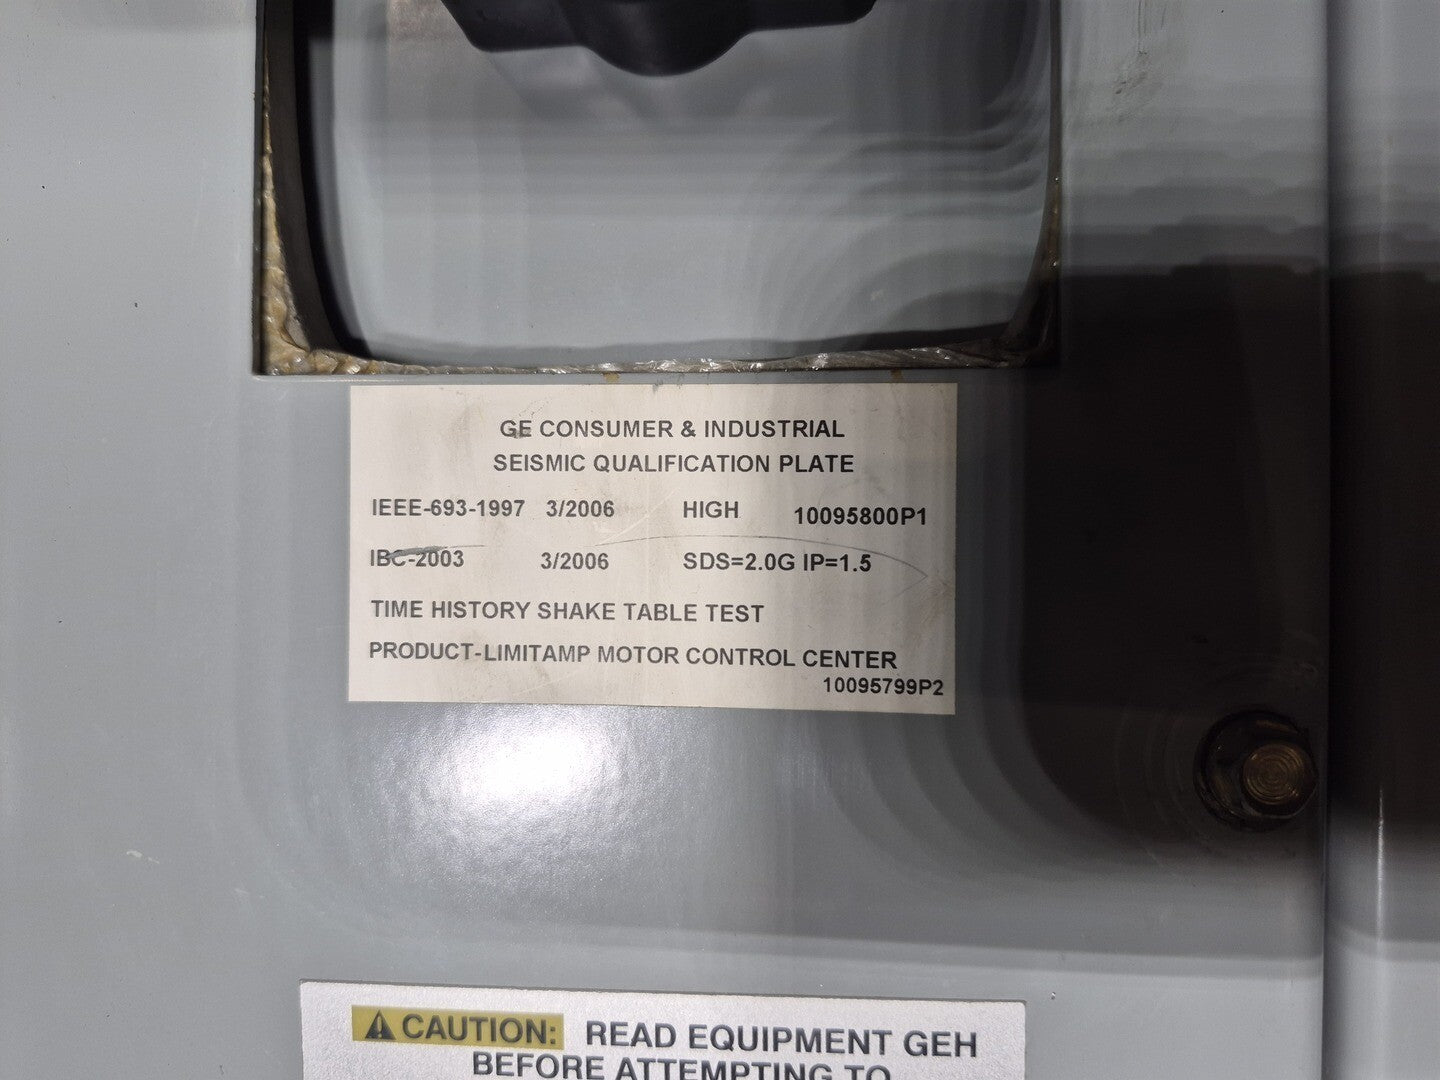 GE CONSUMER & INDUSTRIAL
SEISMIC QUALIFICATION PLATE
IEEE-693-1997 3/2006 HIGH 10095800P1
IBC-2003 3/2006 SDS=2.0G IP=1.5
TIME HISTORY SHAKE TABLE TEST
PRODUCT-LIMITAMP MOTOR CONTROL CENTER
10095799P2
CAUTION: READ EQUIPMENT GEH
BEFORE ATTEMPTING TO